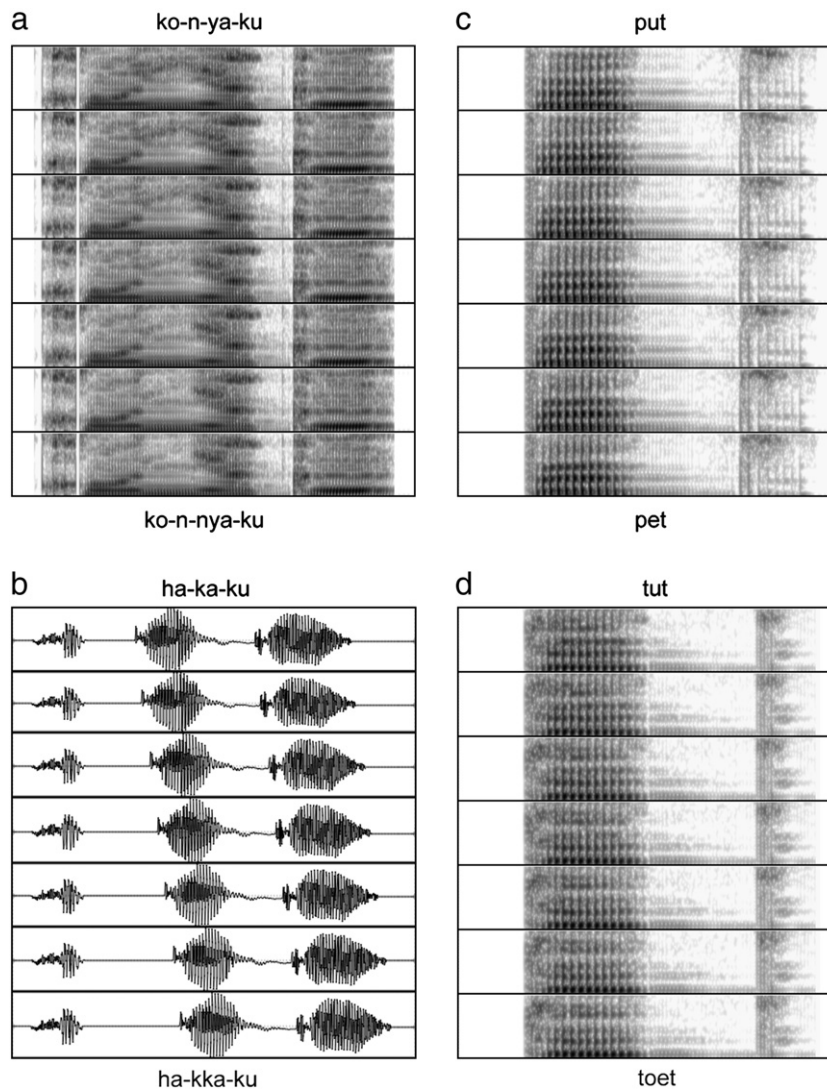 a
ko-n-ya-ku
ko-n-nya-ku
b
ha-ka-ku
ha-kka-ku
c
put
pet
d
tut
toet